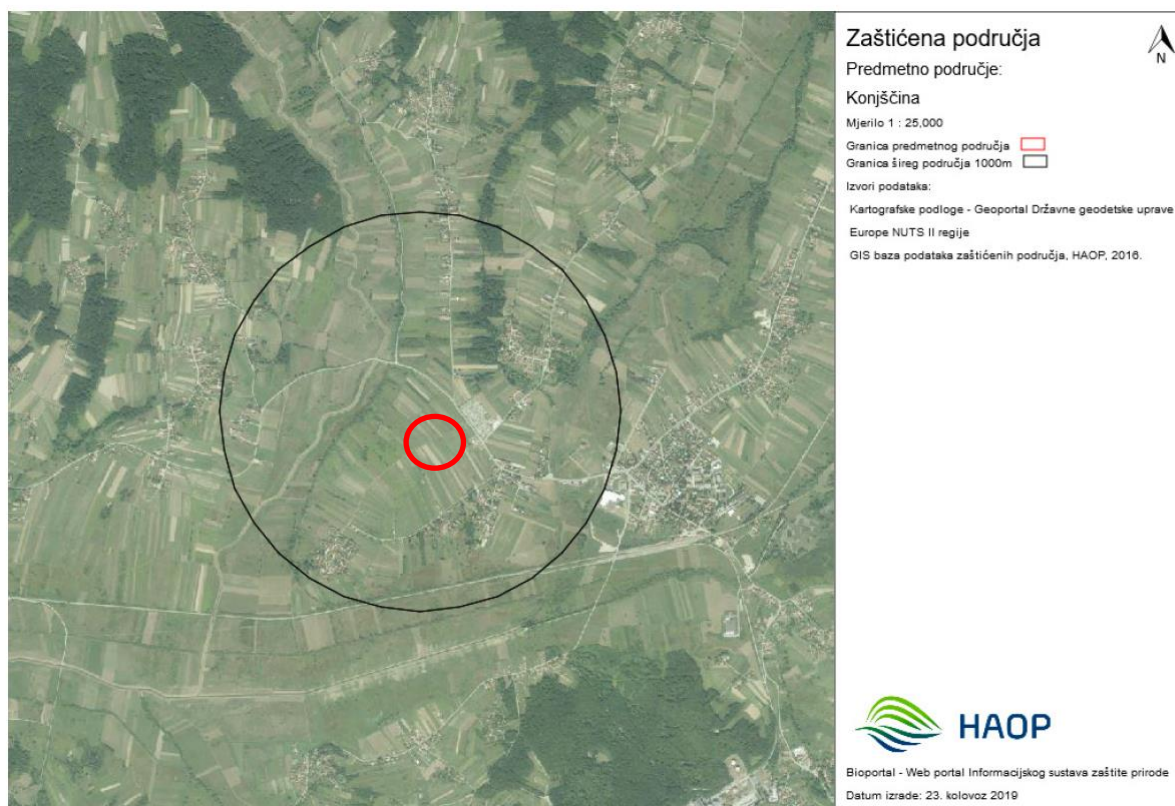 Zaštićena područja
N
Predmetno područje:
Konjščina
Mjerilo 1 : 25,000
Granica predmetnog područja
Granica šireg područja 1000m
Izvori podataka:
Kartografske podloge - Geoportal Državne geodetske uprave
Europe NUTS II regije
GIS baza podataka zaštićenih područja, HAOP, 2016.
HAOP
Bioportal - Web portal Informacijskog sustava zaštite prirode
Datum izrade: 23. kolovoz 2019